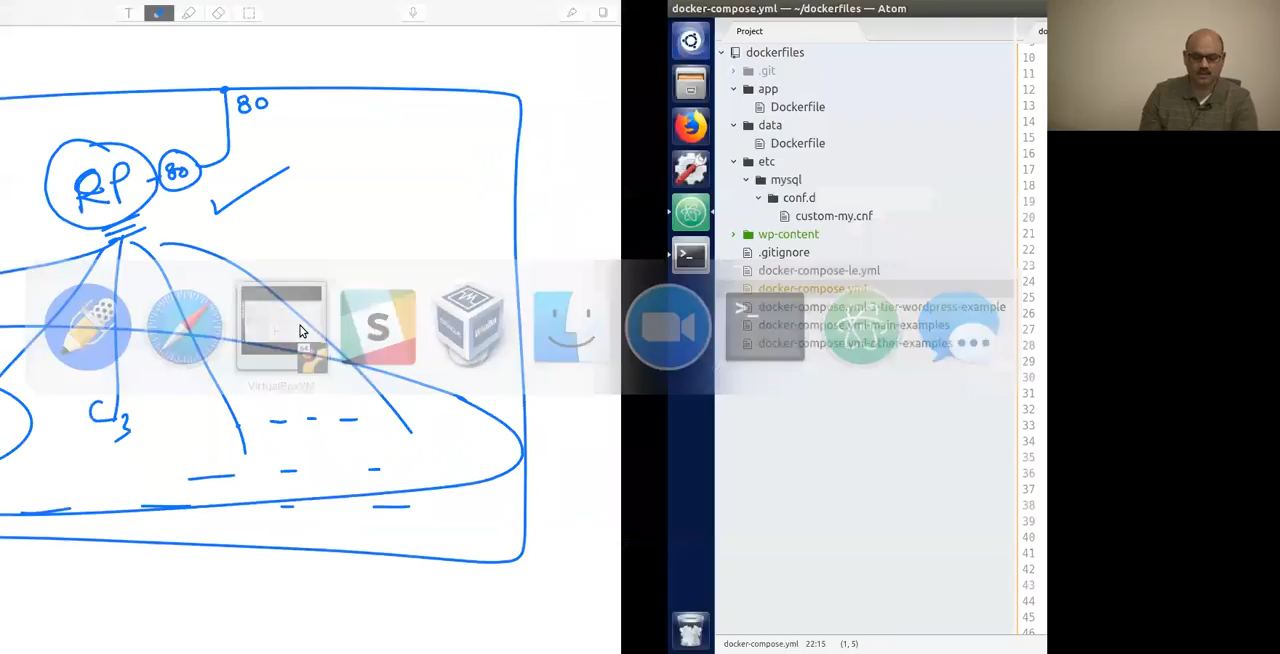 T
80
RP
80
C3
S
VirtualBoxVM
docker-compose.yml — ~/dockerfiles — Atom
Project
do
dockerfiles
.git
app
Dockerfile
data
Dockerfile
etc
mysql
conf.d
custom-my.cnf
wp-content
.gitignore
docker-compose-le.yml
docker-compose.yml
docker-compose.yml-3-tier-wordpress-example
docker-compose.yml-main-examples
docker-compose.yml-other-examples
10
11
12
13
14
15
16
17
18
19
20
21
22
23
24
25
26
27
28
29
30
31
32
33
34
35
36
37
38
39
40
41
42
43
44
45
46
docker-compose.yml 22:15 (1, 5)